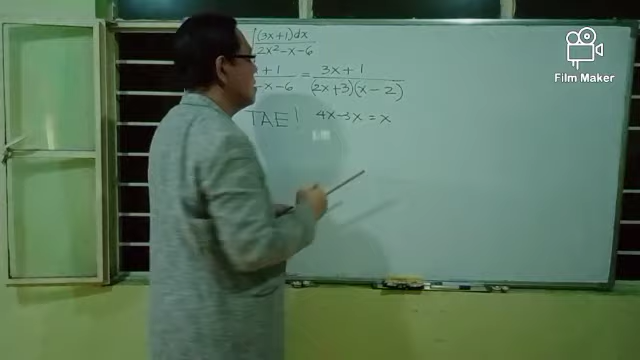 ∫(3x+1)dx
2x²-x-6
+1 = 3x+1
-x-6 (2x+3)(x-2)
TAE! 4x-3x=x
Film Maker